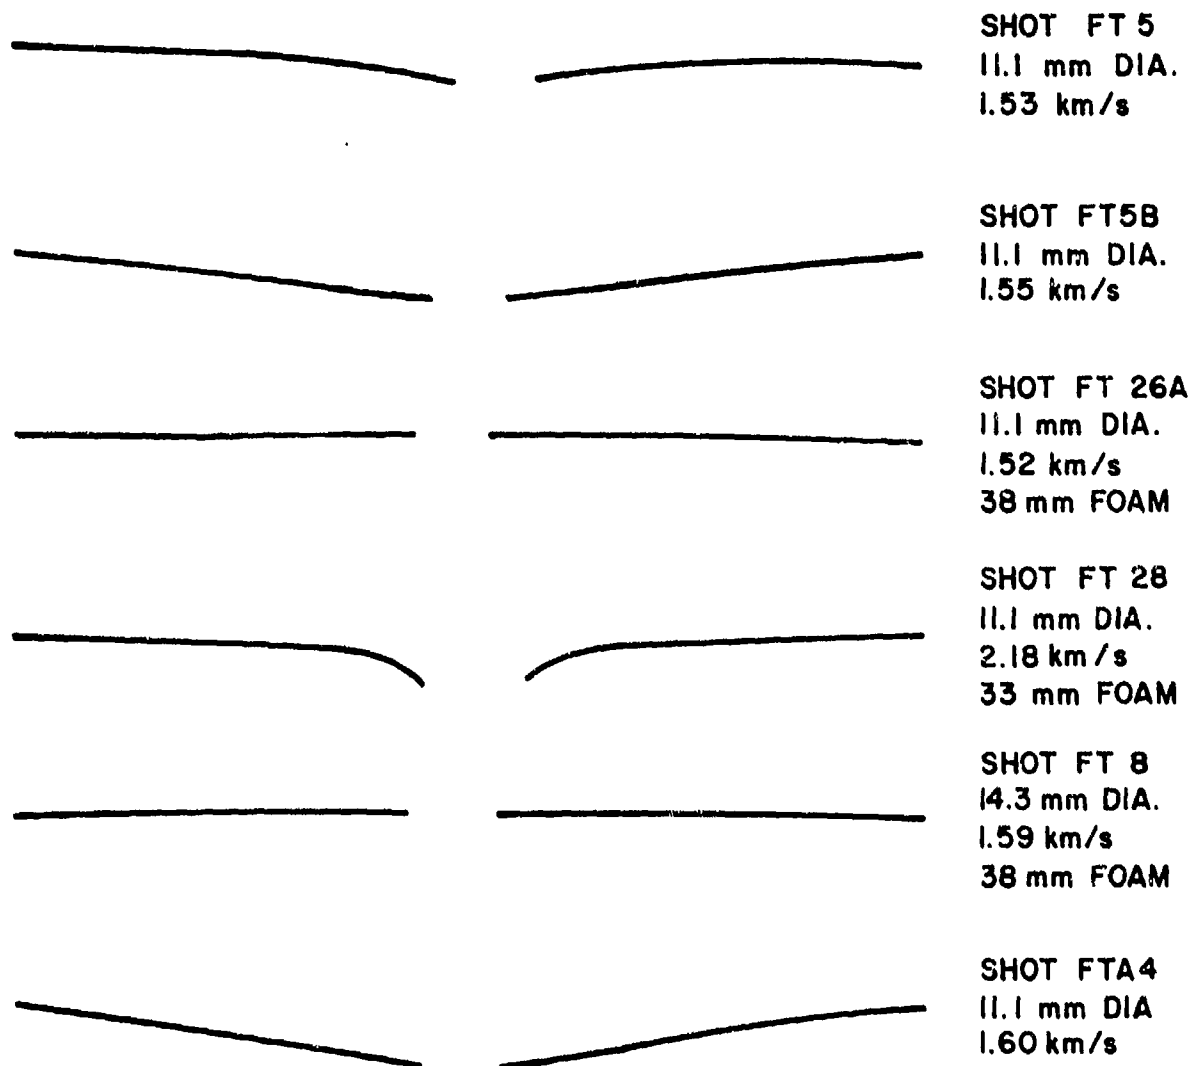 SHOT FT 5
11.1 mm DIA.
1.53 km/s
SHOT FT5B
11.1 mm DIA.
1.55 km/s
SHOT FT 26A
11.1 mm DIA.
1.52 km/s
38 mm FOAM
SHOT FT 28
11.1 mm DIA.
2.18 km/s
33 mm FOAM
SHOT FT 8
14.3 mm DIA.
1.59 km/s
38 mm FOAM
SHOT FTA4
11.1 mm DIA
1.60 km/s